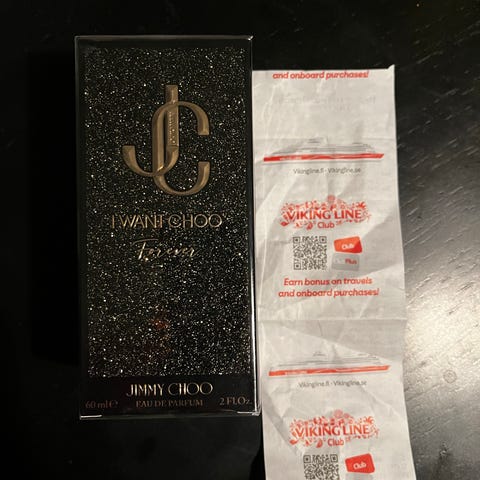 JC
I WANT CHOO
Forever
JIMMY CHOO
EAU DE PARFUM
60 ml e
2 FL.Oz.
and onboard purchases!
Vikingline.fi - Vikingline.se
VIKING LINE
Club
Club
Club
Earn bonus on travels
and onboard purchases!
Vikingline.fi - Vikingline.se
VIKING LINE
Club
Club